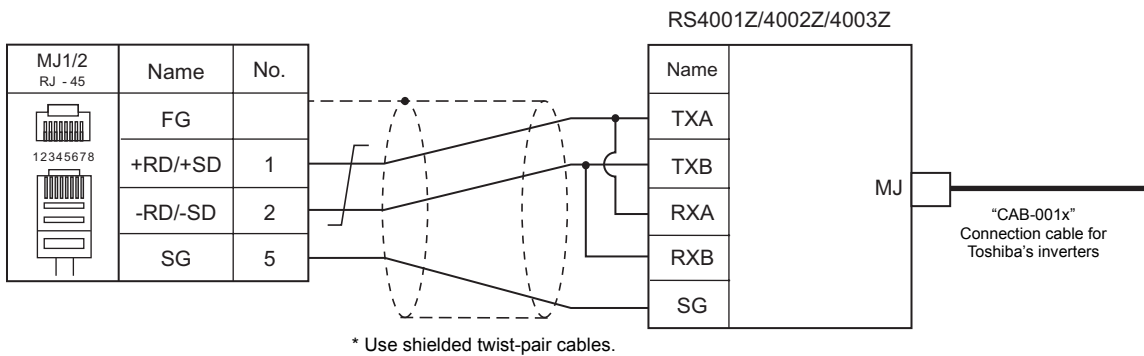 RS4001Z/4002Z/4003Z
MJ1/2
RJ - 45
Name
No.
12345678
FG
+RD/+SD
1
-RD/-SD
2
SG
5
Name
TXA
TXB
RXA
RXB
SG
MJ
“CAB-001x”
Connection cable for
Toshiba’s inverters
* Use shielded twist-pair cables.